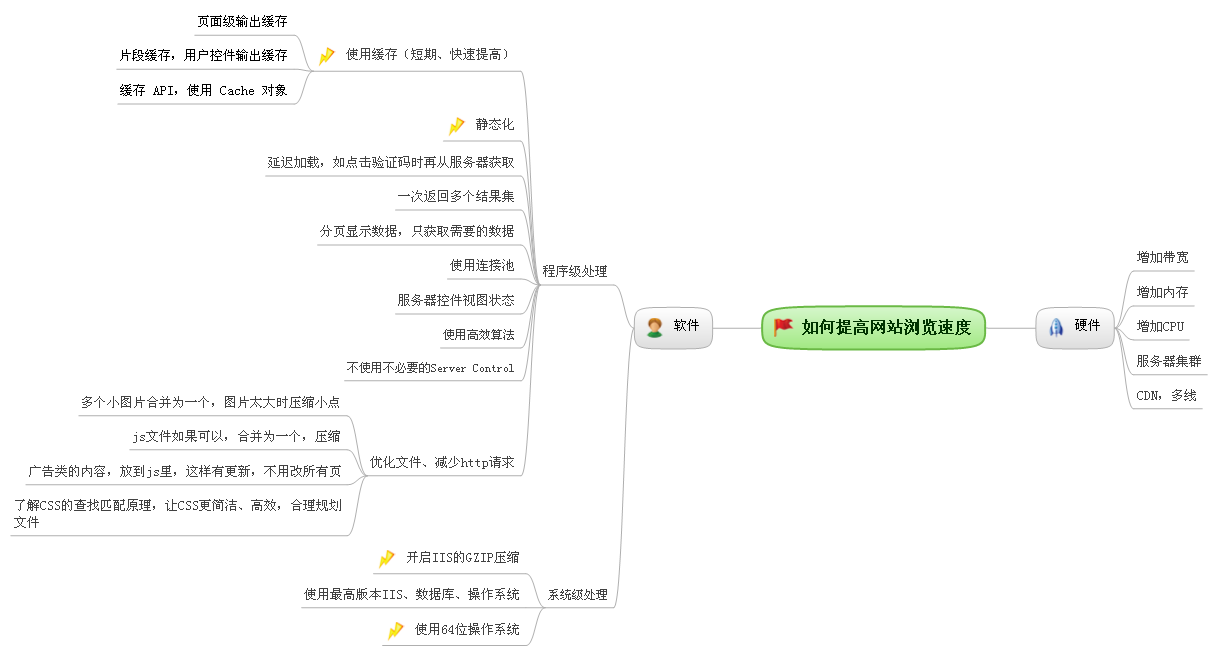 如何提高网站浏览速度
软件
程序级处理
使用缓存（短期、快速提高）
页面级输出缓存
片段缓存，用户控件输出缓存
缓存 API，使用 Cache 对象
静态化
延迟加载，如点击验证码时再从服务器获取
一次返回多个结果集
分页显示数据，只获取需要的数据
使用连接池
服务器控件视图状态
使用高效算法
不使用不必要的Server Control
优化文件、减少http请求
多个小图片合并为一个，图片太大时压缩小点
js文件如果可以，合并为一个，压缩
广告类的内容，放到js里，这样有更新，不用改所有页
了解CSS的查找匹配原理，让CSS更简洁、高效，合理规划
文件
系统级处理
开启IIS的GZIP压缩
使用最高版本IIS、数据库、操作系统
使用64位操作系统
硬件
增加带宽
增加内存
增加CPU
服务器集群
CDN，多线